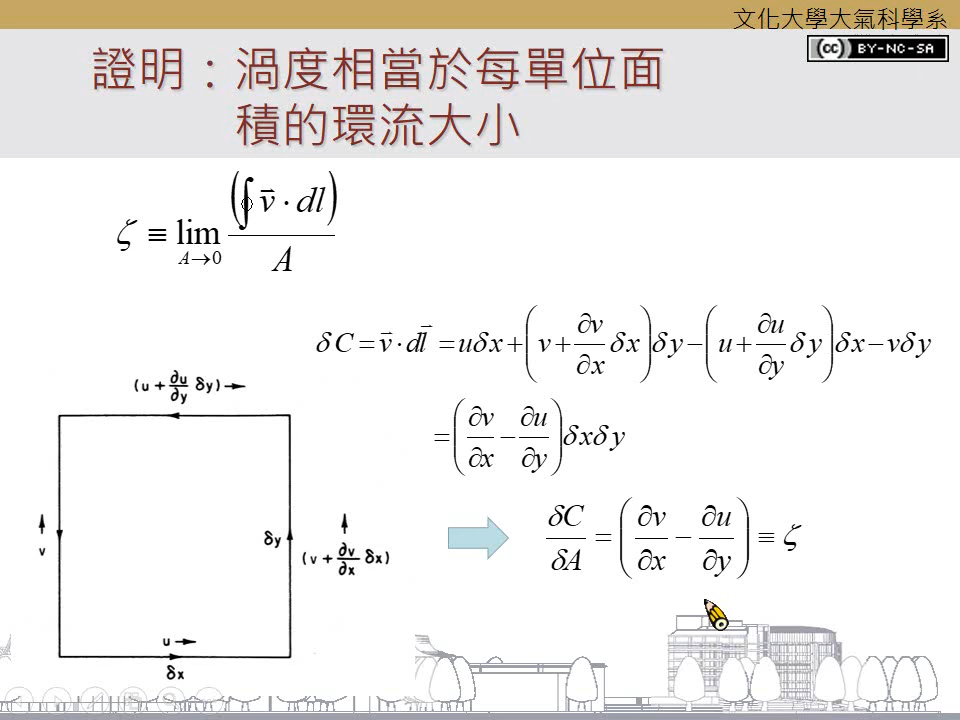 文化大學大氣科學系
(cc) BY-NC-SA
證明：渦度相當於每單位面
積的環流大小
ζ ≡ lim_{A→0} (∮ v⃗ · dl) / A
δC = v⃗ · dl⃗ = uδx + (v + ∂v/∂x δx) δy − (u + ∂u/∂y δy) δx − vδy
= (∂v/∂x − ∂u/∂y) δxδy
δC/δA = (∂v/∂x − ∂u/∂y) ≡ ζ
(u + ∂u/∂y δy)
v
δy
(v + ∂v/∂x δx)
u
δx